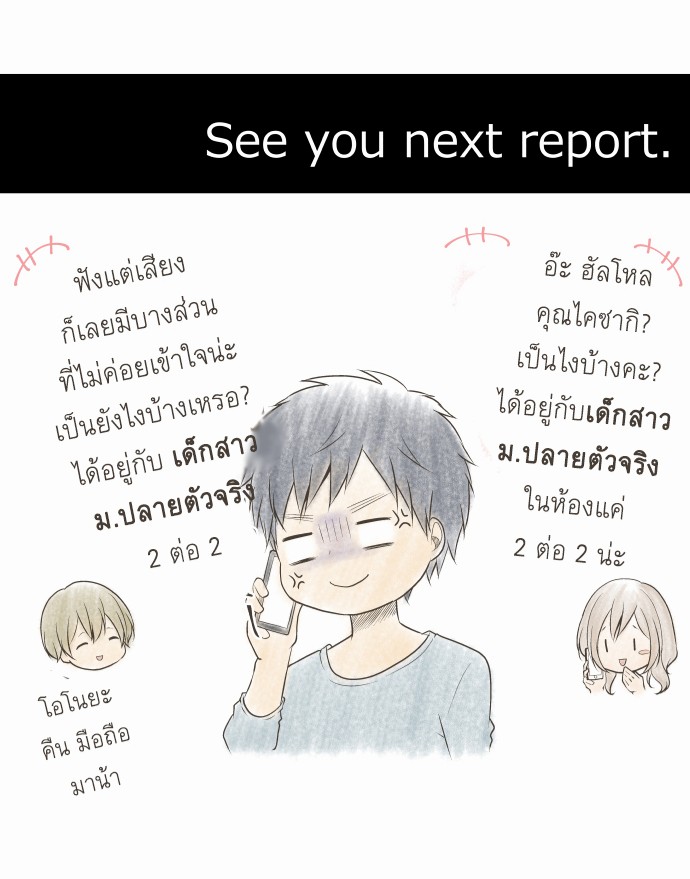 See you next report.
ฟังแต่เสียง
ก็เลยมีบางส่วน
ที่ไม่ค่อยเข้าใจน่ะ
เป็นยังไงบ้างเหรอ?
ได้อยู่กับ เด็กสาว
ม.ปลายตัวจริง
2 ต่อ 2
อ๊ะ ฮัลโหล
คุณไคซากิ?
เป็นไงบ้างคะ?
ได้อยู่กับเด็กสาว
ม.ปลายตัวจริง
ในห้องแค่
2 ต่อ 2 น่ะ
โอโนยะ
คืน มือถือ
มาน้า